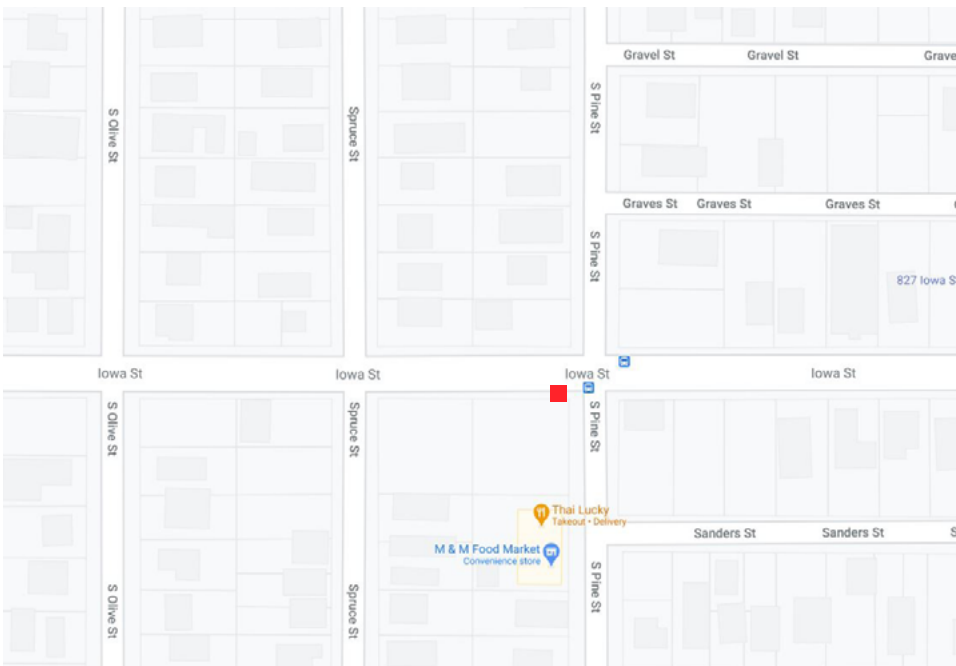 Gravel St
Gravel St
Grave
S Pine St
S Olive St
Spruce St
Graves St
Graves St
Graves St
S Pine St
827 Iowa S
Iowa St
Iowa St
Iowa St
Iowa St
S Olive St
Spruce St
S Pine St
Thai Lucky
Takeout • Delivery
Sanders St
Sanders St
S
M & M Food Market
Convenience store
S Olive St
Spruce St
S Pine St